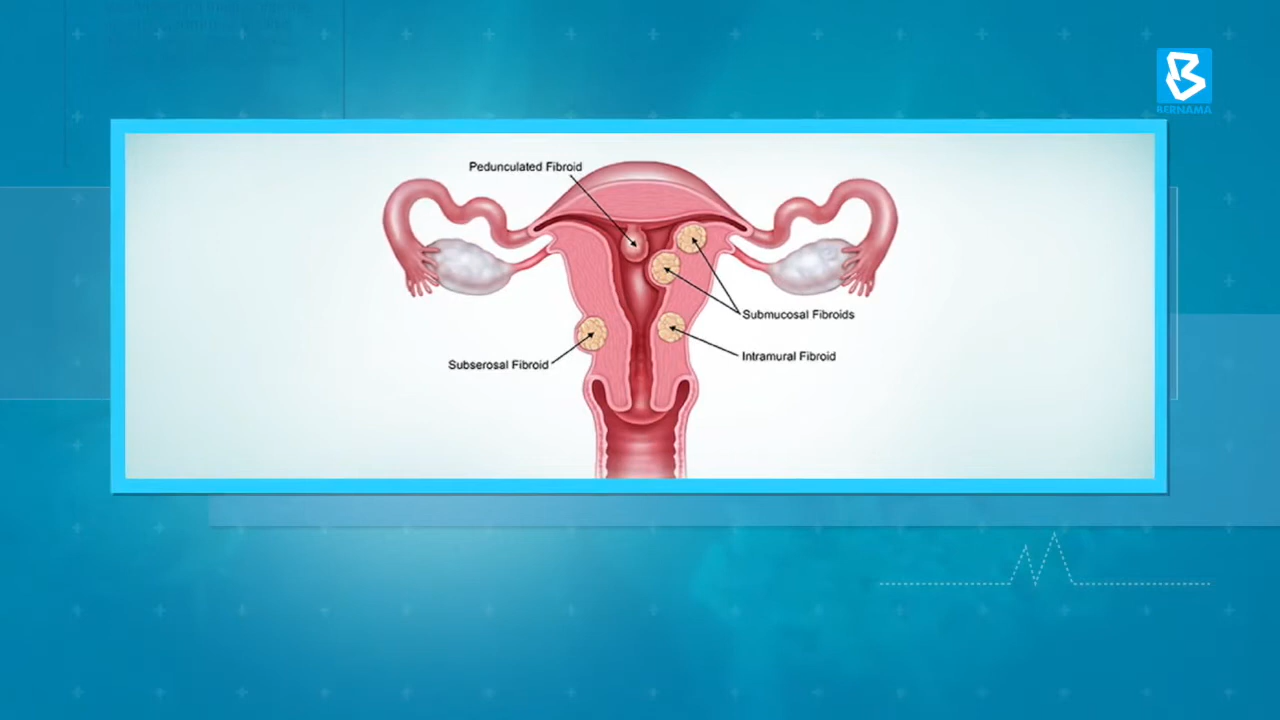 BERNAMA
Pedunculated Fibroid
Submucosal Fibroids
Subserosal Fibroid
Intramural Fibroid